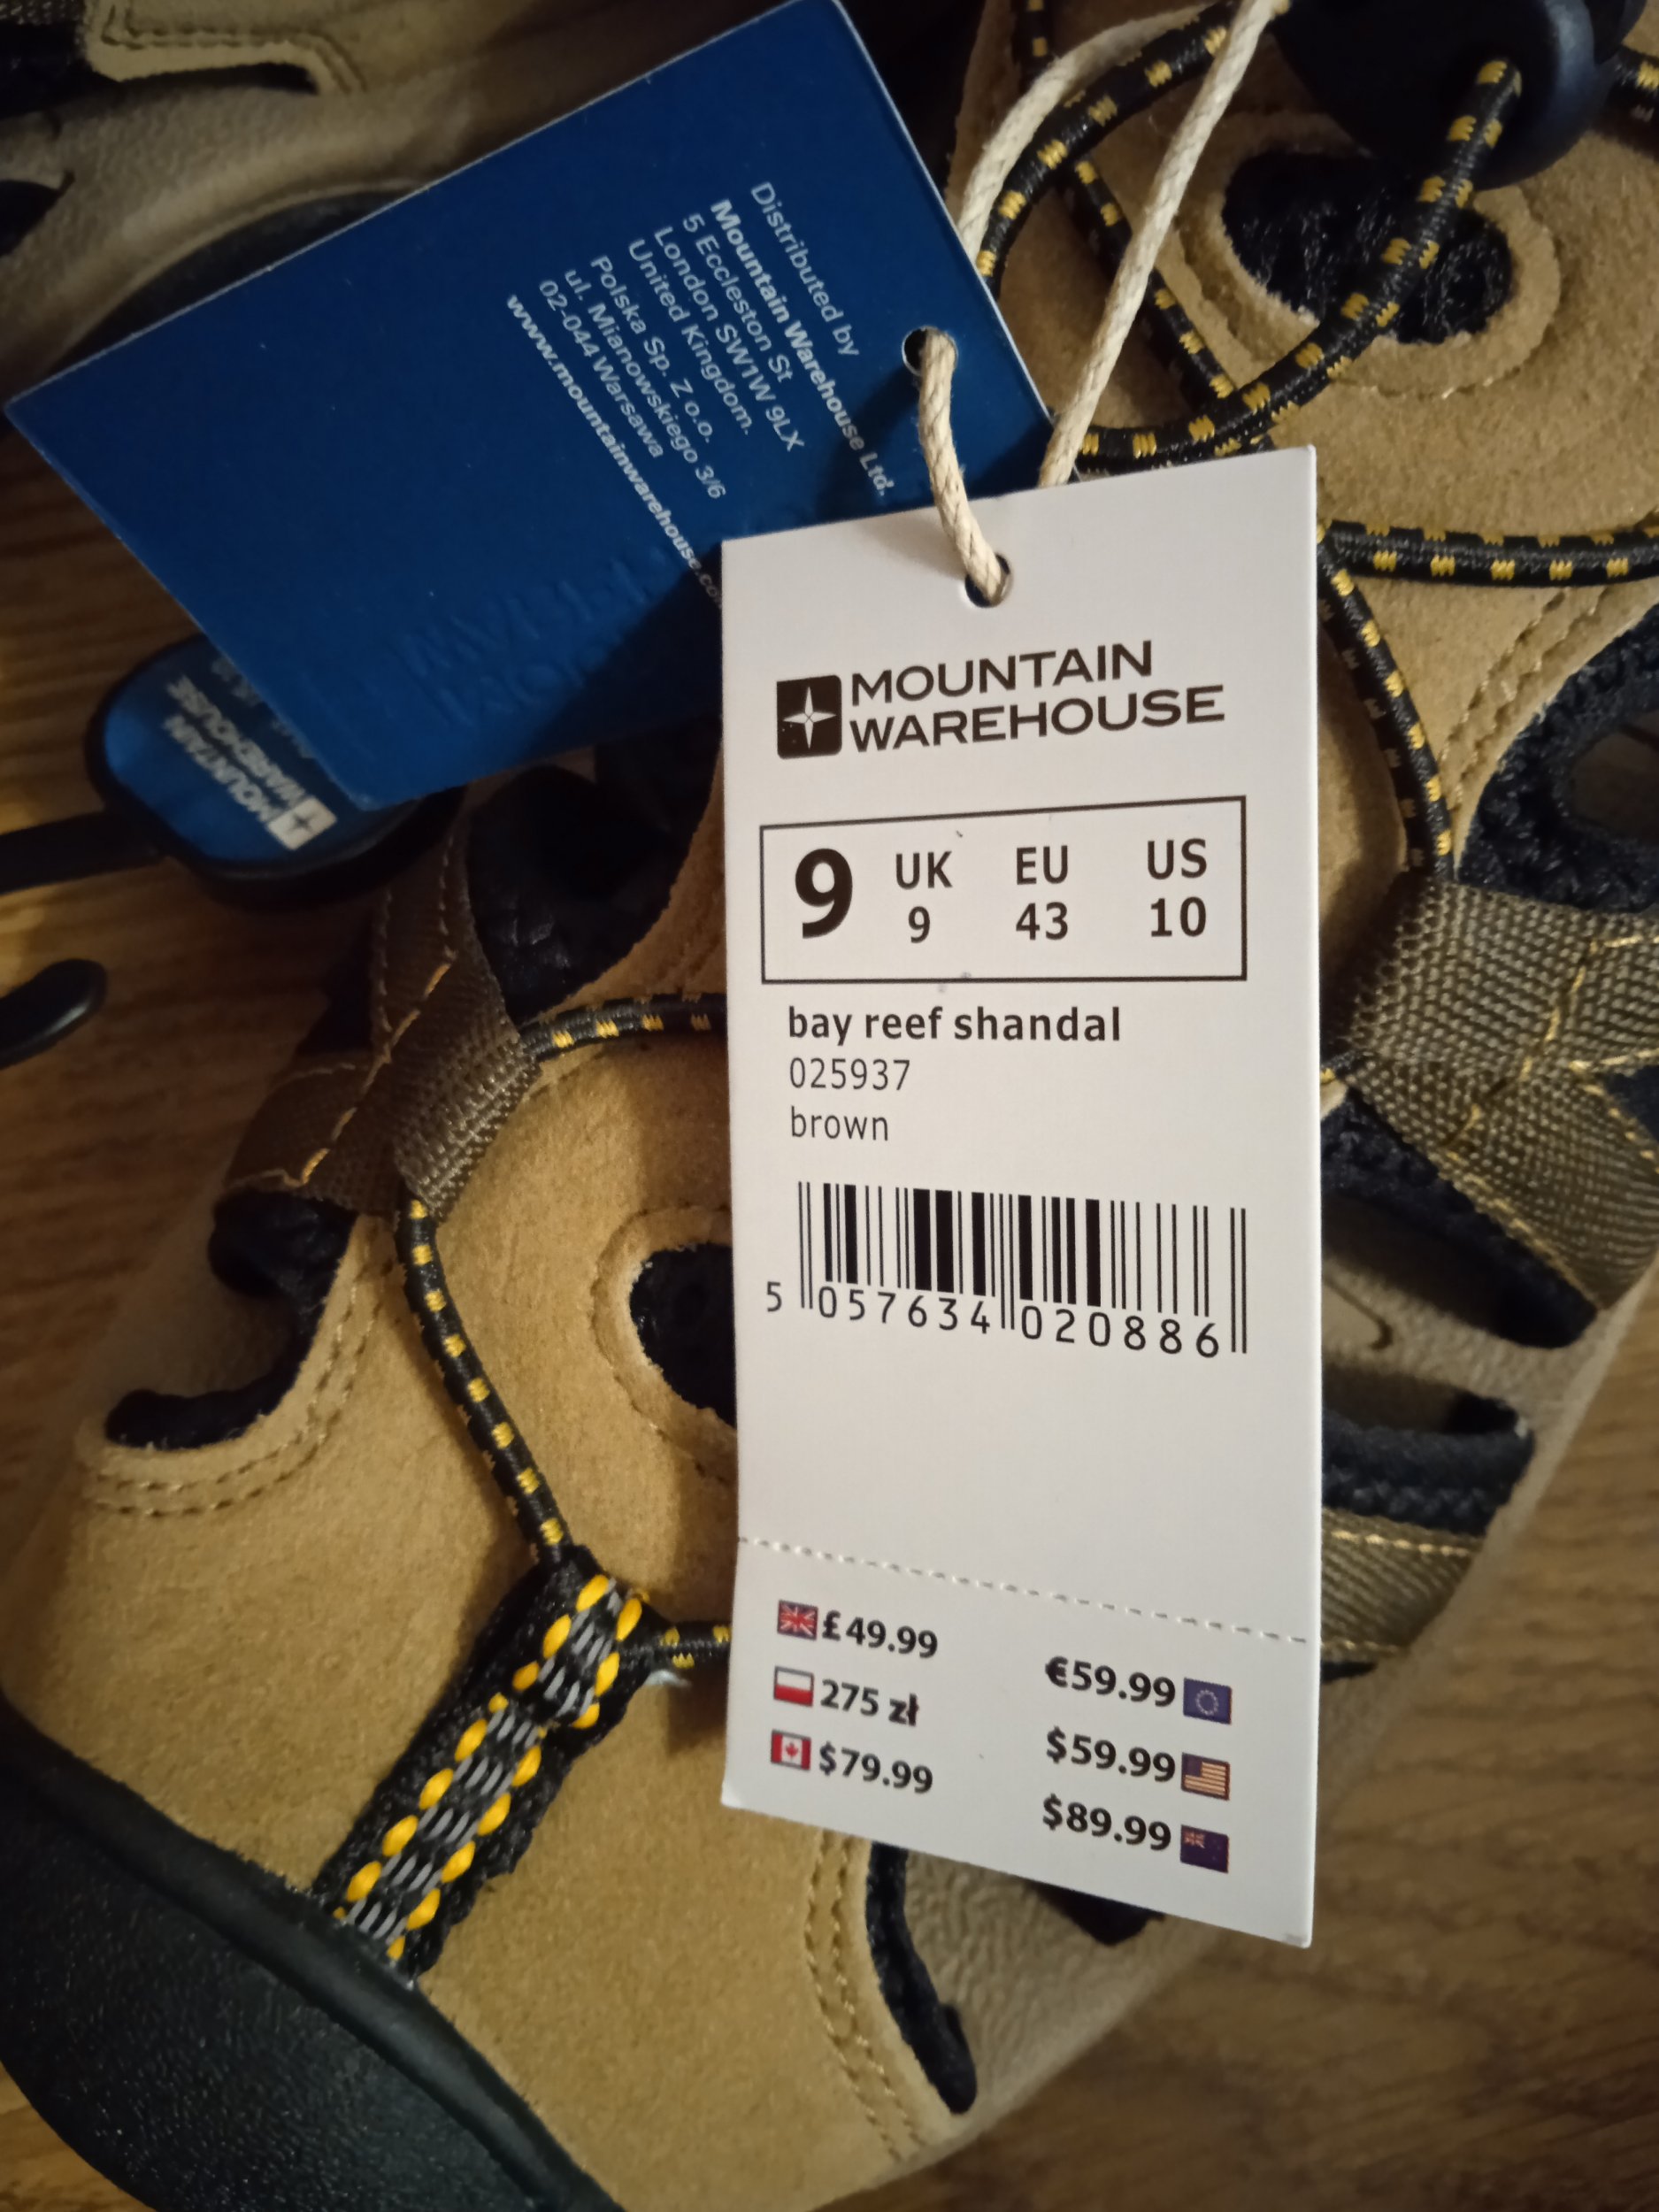 Distributed by
Mountain Warehouse Ltd.
5 Eccleston St
London SW1W 9LX
United Kingdom.
Polska Sp. Z o.o.
ul. Mianowskiego 3/6
02-044 Warsawa
www.mountainwarehouse.co
MOUNTAIN
WAREHOUSE
MOUNTAIN
WAREHOUSE
9 UK EU US
9 43 10
bay reef shandal
025937
brown
5 057634 020886
£49.99
€59.99
275 zł
$59.99
$79.99
$89.99